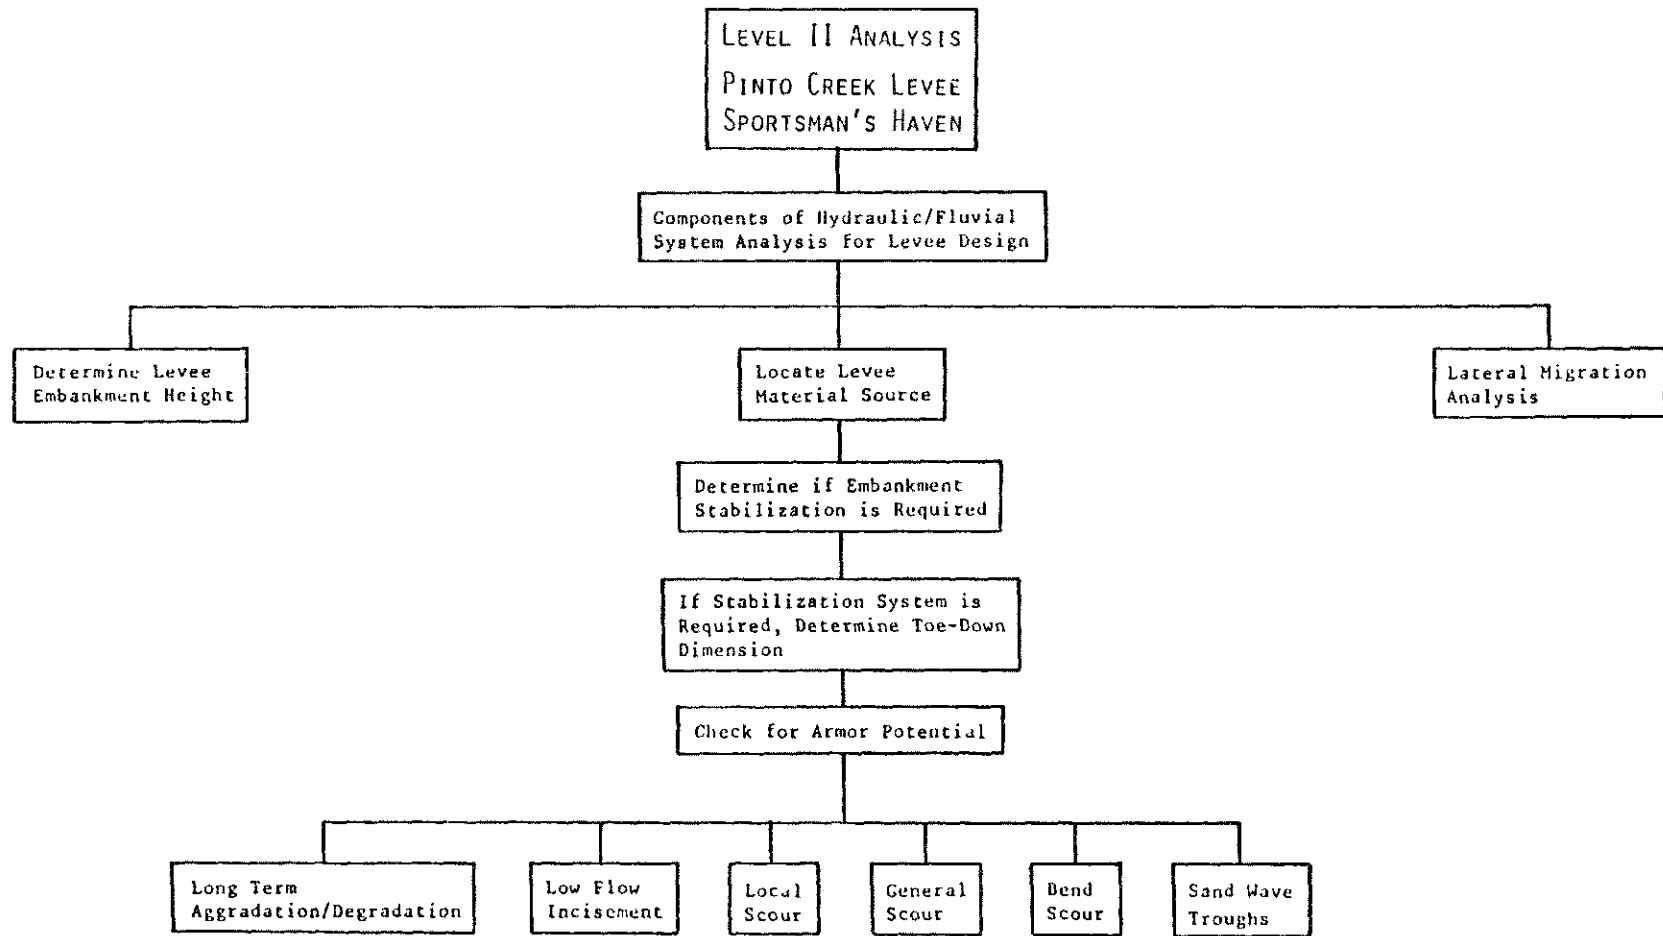 LEVEL II ANALYSIS
PINTO CREEK LEVEE
SPORTSMAN'S HAVEN
Components of Hydraulic/Fluvial
System Analysis for Levee Design
Determine Levee
Embankment Height
Locate Levee
Material Source
Lateral Migration
Analysis
Determine if Embankment
Stabilization is Required
If Stabilization System is
Required, Determine Toe-Down
Dimension
Check for Armor Potential
Long Term
Aggradation/Degradation
Low Flow
Incisement
Local
Scour
General
Scour
Bend
Scour
Sand Wave
Troughs